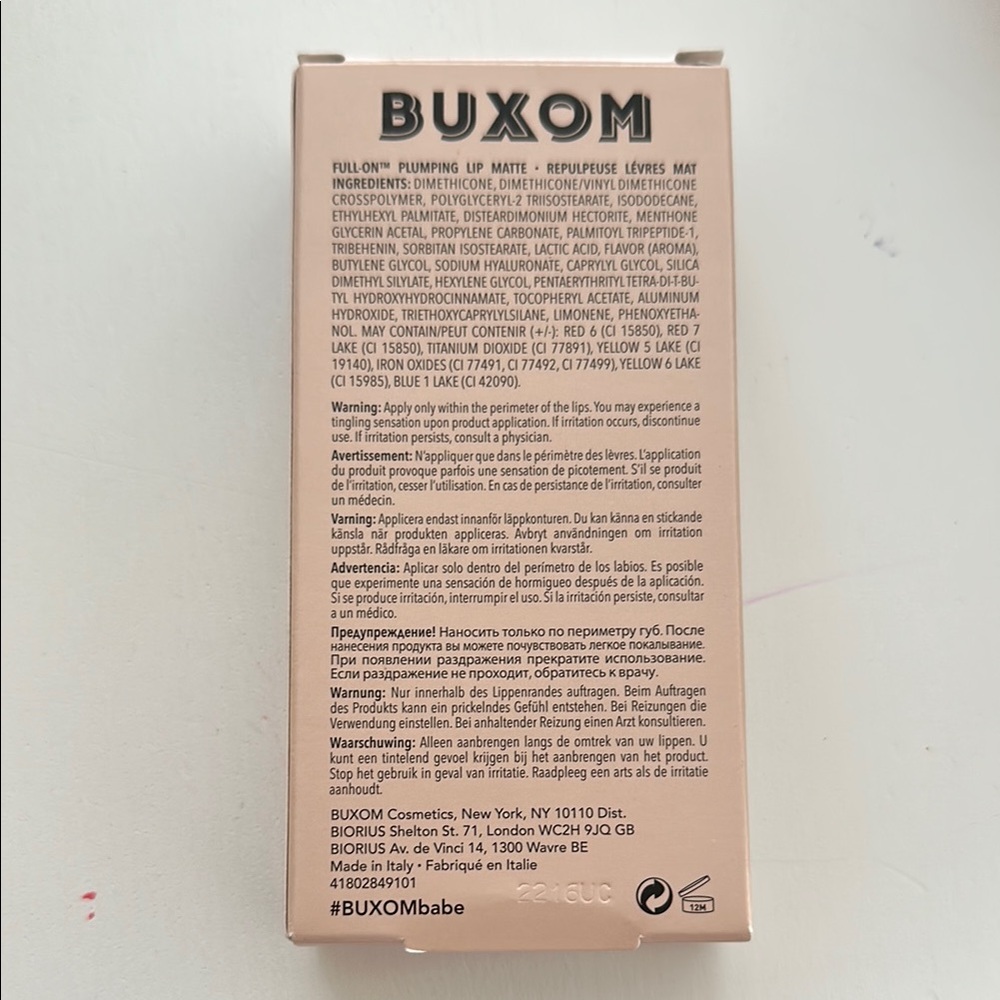 BUXOM
FULL-ON™ PLUMPING LIP MATTE • REPULPEUSE LÉVRES MAT
INGREDIENTS: DIMETHICONE, DIMETHICONE/VINYL DIMETHICONE
CROSSPOLYMER, POLYGLYCERYL-2 TRIISOSTEARATE, ISODODECANE,
ETHYLHEXYL PALMITATE, DISTEARDIMONIUM HECTORITE, MENTHONE
GLYCERIN ACETAL, PROPYLENE CARBONATE, PALMITOYL TRIPEPTIDE-1,
TRIBEHENIN, SORBITAN ISOSTEARATE, LACTIC ACID, FLAVOR (AROMA),
BUTYLENE GLYCOL, SODIUM HYALURONATE, CAPRYLYL GLYCOL, SILICA
DIMETHYL SILYLATE, HEXYLENE GLYCOL, PENTAERYTHRITYL TETRA-DI-T-BU-
TYL HYDROXYHYDROCINNAMATE, TOCOPHERYL ACETATE, ALUMINUM
HYDROXIDE, TRIETHOXYCAPRYLYLSILANE, LIMONENE, PHENOXYETHA-
NOL. MAY CONTAIN/PEUT CONTENIR (+/-): RED 6 (CI 15850), RED 7
LAKE (CI 15850), TITANIUM DIOXIDE (CI 77891), YELLOW 5 LAKE (CI
19140), IRON OXIDES (CI 77491, CI 77492, CI 77499), YELLOW 6 LAKE
(CI 15985), BLUE 1 LAKE (CI 42090).
Warning: Apply only within the perimeter of the lips. You may experience a
tingling sensation upon product application. If irritation occurs, discontinue
use. If irritation persists, consult a physician.
Avertissement: N'appliquer que dans le périmètre des lèvres. L'application
du produit provoque parfois une sensation de picotement. S'il se produit
de l'irritation, cesser l'utilisation. En cas de persistance de l'irritation, consulter
un médecin.
Varning: Applicera endast innanför läppkonturen. Du kan känna en stickande
känsla när produkten appliceras. Avbryt användningen om irritation
uppstår. Rådfråga en läkare om irritationen kvarstår.
Advertencia: Aplicar solo dentro del perímetro de los labios. Es posible
que experimente una sensación de hormigueo después de la aplicación.
Si se produce irritación, interrumpir el uso. Si la irritación persiste, consultar
a un médico.
Предупреждение! Наносить только по периметру губ. После
нанесения продукта вы можете почувствовать легкое покалывание.
При появлении раздражения прекратите использование.
Если раздражение не проходит, обратитесь к врачу.
Warnung: Nur innerhalb des Lippenrandes auftragen. Beim Auftragen
des Produkts kann ein prickelndes Gefühl entstehen. Bei Reizungen die
Verwendung einstellen. Bei anhaltender Reizung einen Arzt konsultieren.
Waarschuwing: Alleen aanbrengen langs de omtrek van uw lippen. U
kunt een tintelend gevoel krijgen bij het aanbrengen van het product.
Stop het gebruik in geval van irritatie. Raadpleeg een arts als de irritatie
aanhoudt.
BUXOM Cosmetics, New York, NY 10110 Dist.
BIORIUS Shelton St. 71, London WC2H 9JQ GB
BIORIUS Av. de Vinci 14, 1300 Wavre BE
Made in Italy • Fabriqué en Italie
41802849101
2216UC
#BUXOMbabe
12M